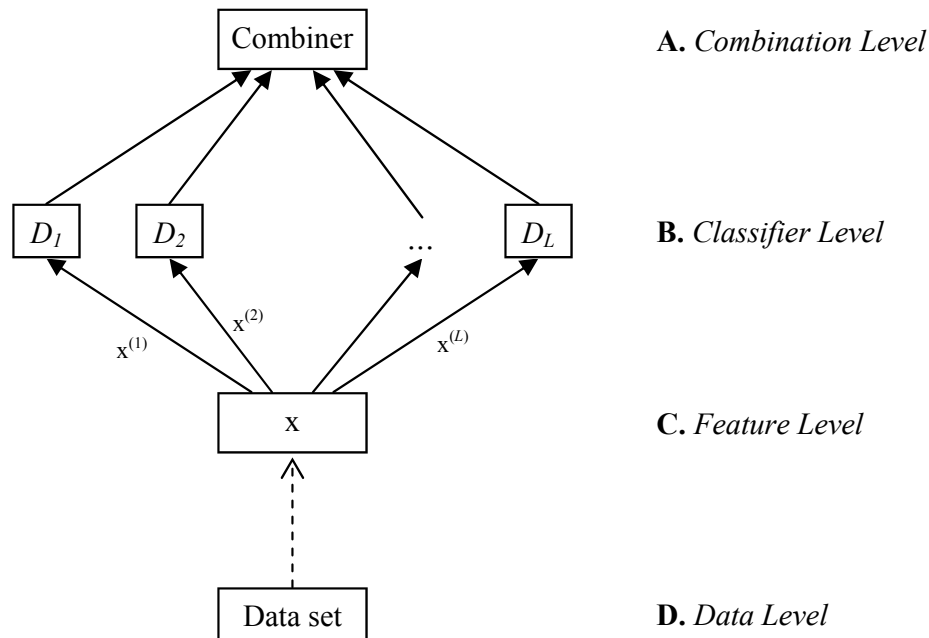 Combiner
A. Combination Level
D1
D2
...
DL
B. Classifier Level
x(1)
x(2)
x(L)
x
C. Feature Level
Data set
D. Data Level